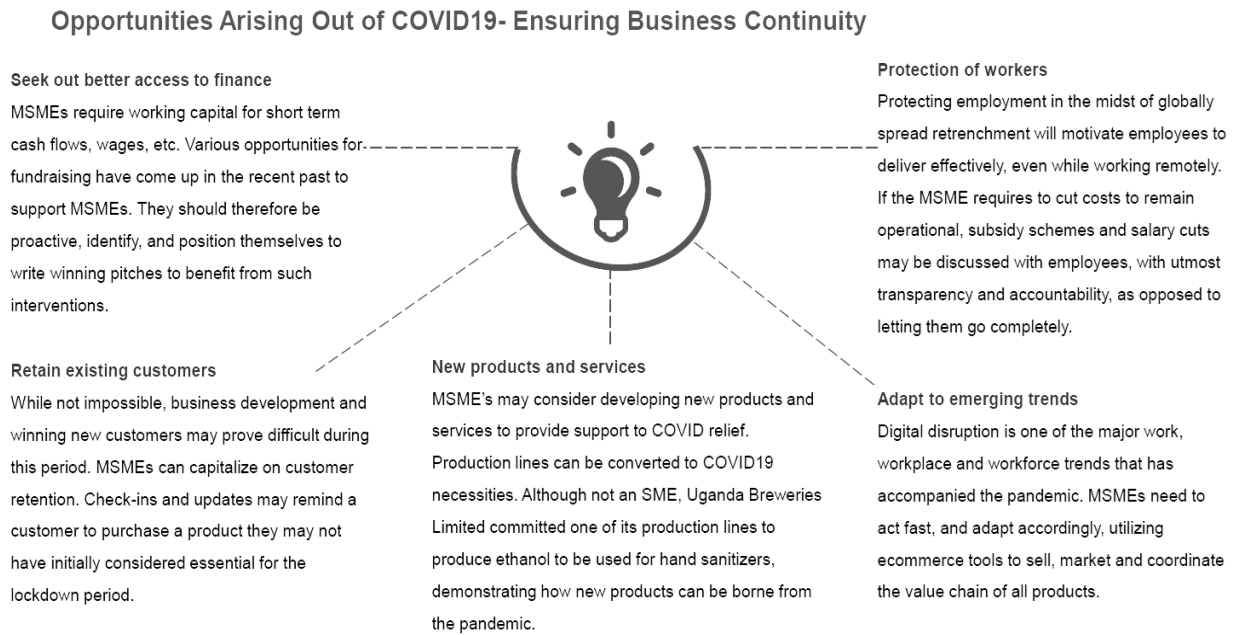 Opportunities Arising Out of COVID19- Ensuring Business Continuity
Seek out better access to finance
MSMEs require working capital for short term
cash flows, wages, etc. Various opportunities for
fundraising have come up in the recent past to
support MSMEs. They should therefore be
proactive, identify, and position themselves to
write winning pitches to benefit from such
interventions.
Protection of workers
Protecting employment in the midst of globally
spread retrenchment will motivate employees to
deliver effectively, even while working remotely.
If the MSME requires to cut costs to remain
operational, subsidy schemes and salary cuts
may be discussed with employees, with utmost
transparency and accountability, as opposed to
letting them go completely.
Retain existing customers
While not impossible, business development and
winning new customers may prove difficult during
this period. MSMEs can capitalize on customer
retention. Check-ins and updates may remind a
customer to purchase a product they may not
have initially considered essential for the
lockdown period.
New products and services
MSME's may consider developing new products and
services to provide support to COVID relief.
Production lines can be converted to COVID19
necessities. Although not an SME, Uganda Breweries
Limited committed one of its production lines to
produce ethanol to be used for hand sanitizers,
demonstrating how new products can be borne from
the pandemic.
Adapt to emerging trends
Digital disruption is one of the major work,
workplace and workforce trends that has
accompanied the pandemic. MSMEs need to
act fast, and adapt accordingly, utilizing
ecommerce tools to sell, market and coordinate
the value chain of all products.